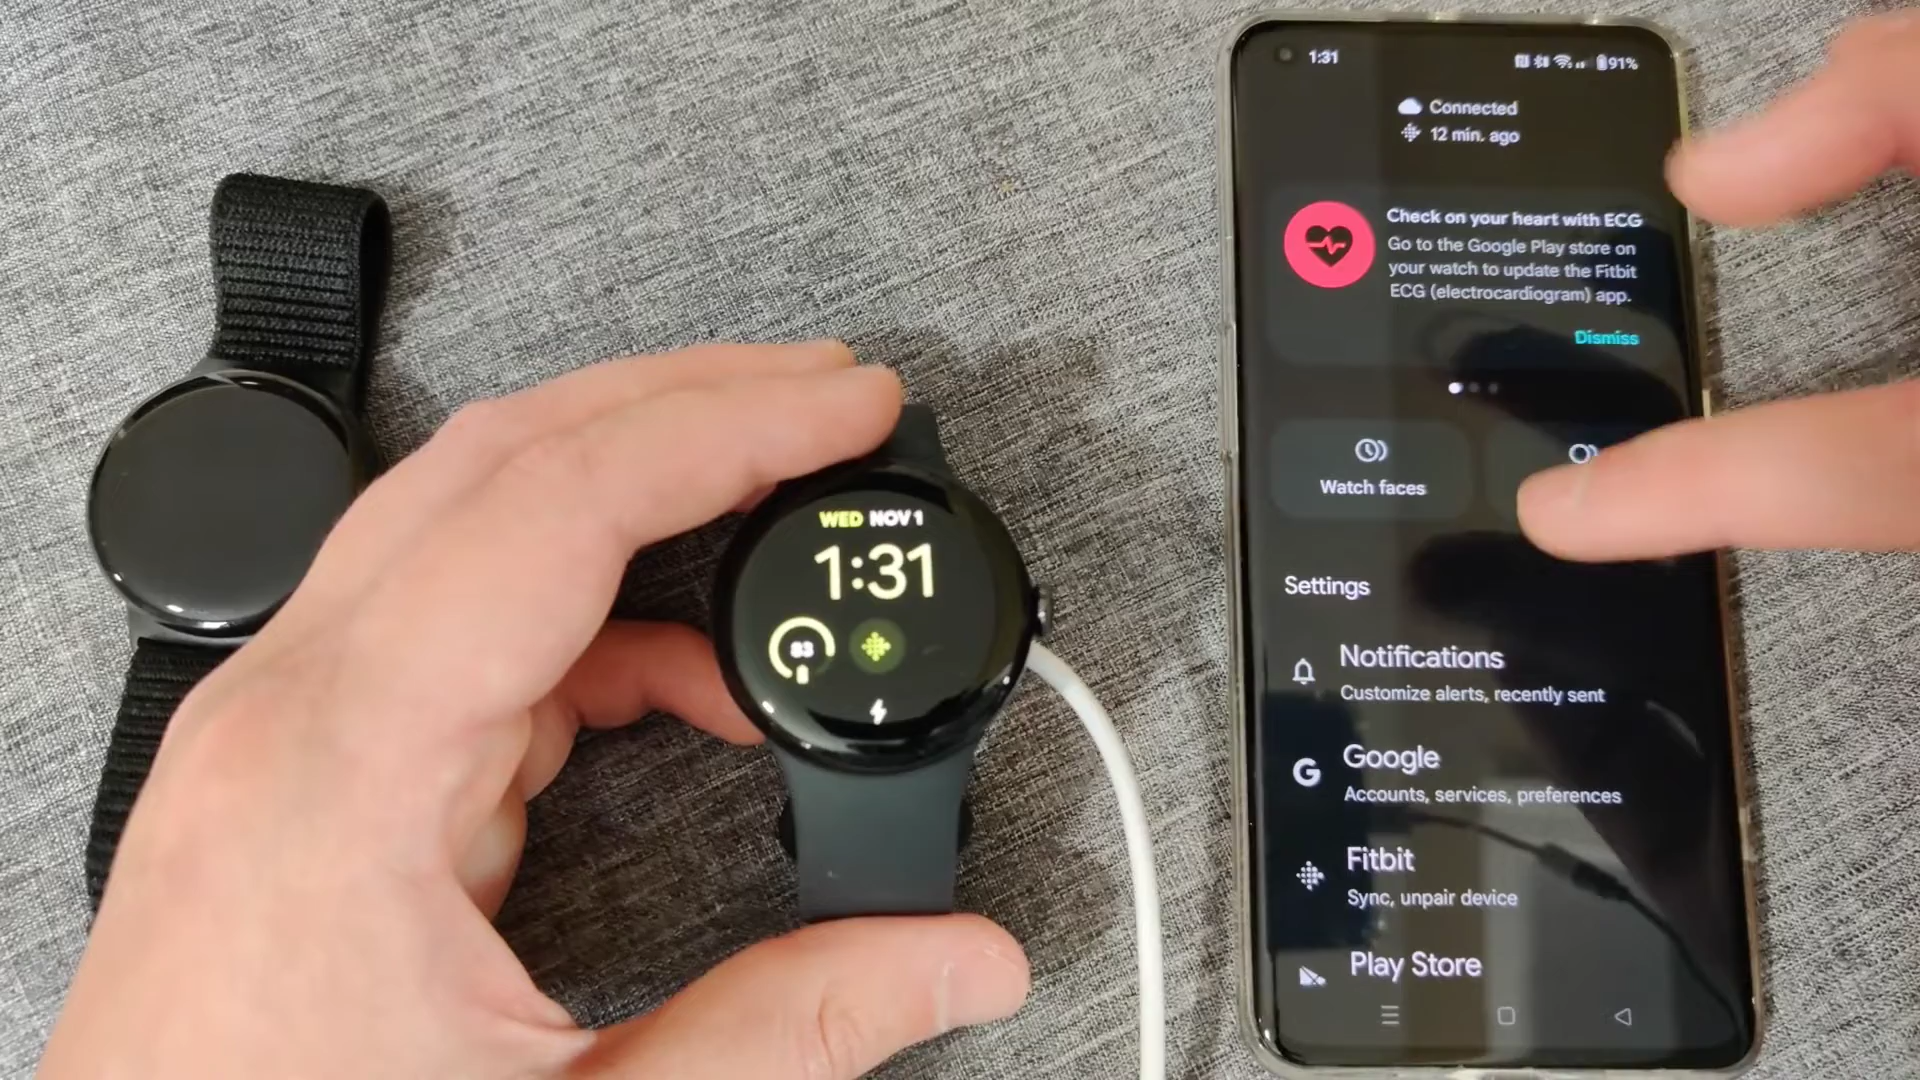 WED NOV 1
1:31
83
1:31
91%
Connected
12 min. ago
Check on your heart with ECG
Go to the Google Play store on
your watch to update the Fitbit
ECG (electrocardiogram) app.
Dismiss
Watch faces
Settings
Notifications
Customize alerts, recently sent
Google
Accounts, services, preferences
Fitbit
Sync, unpair device
Play Store